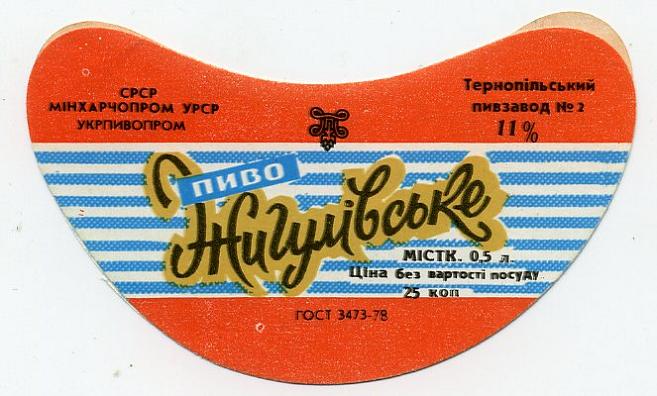 СРСР
МІНХАРЧОПРОМ УРСР
УКРПИВОПРОМ
Тернопільський
пивзавод № 2
11%
ПИВО
Жигулівське
МІСТК. 0,5 л.
Ціна без вартості посуду
25 коп
ГОСТ 3473-78